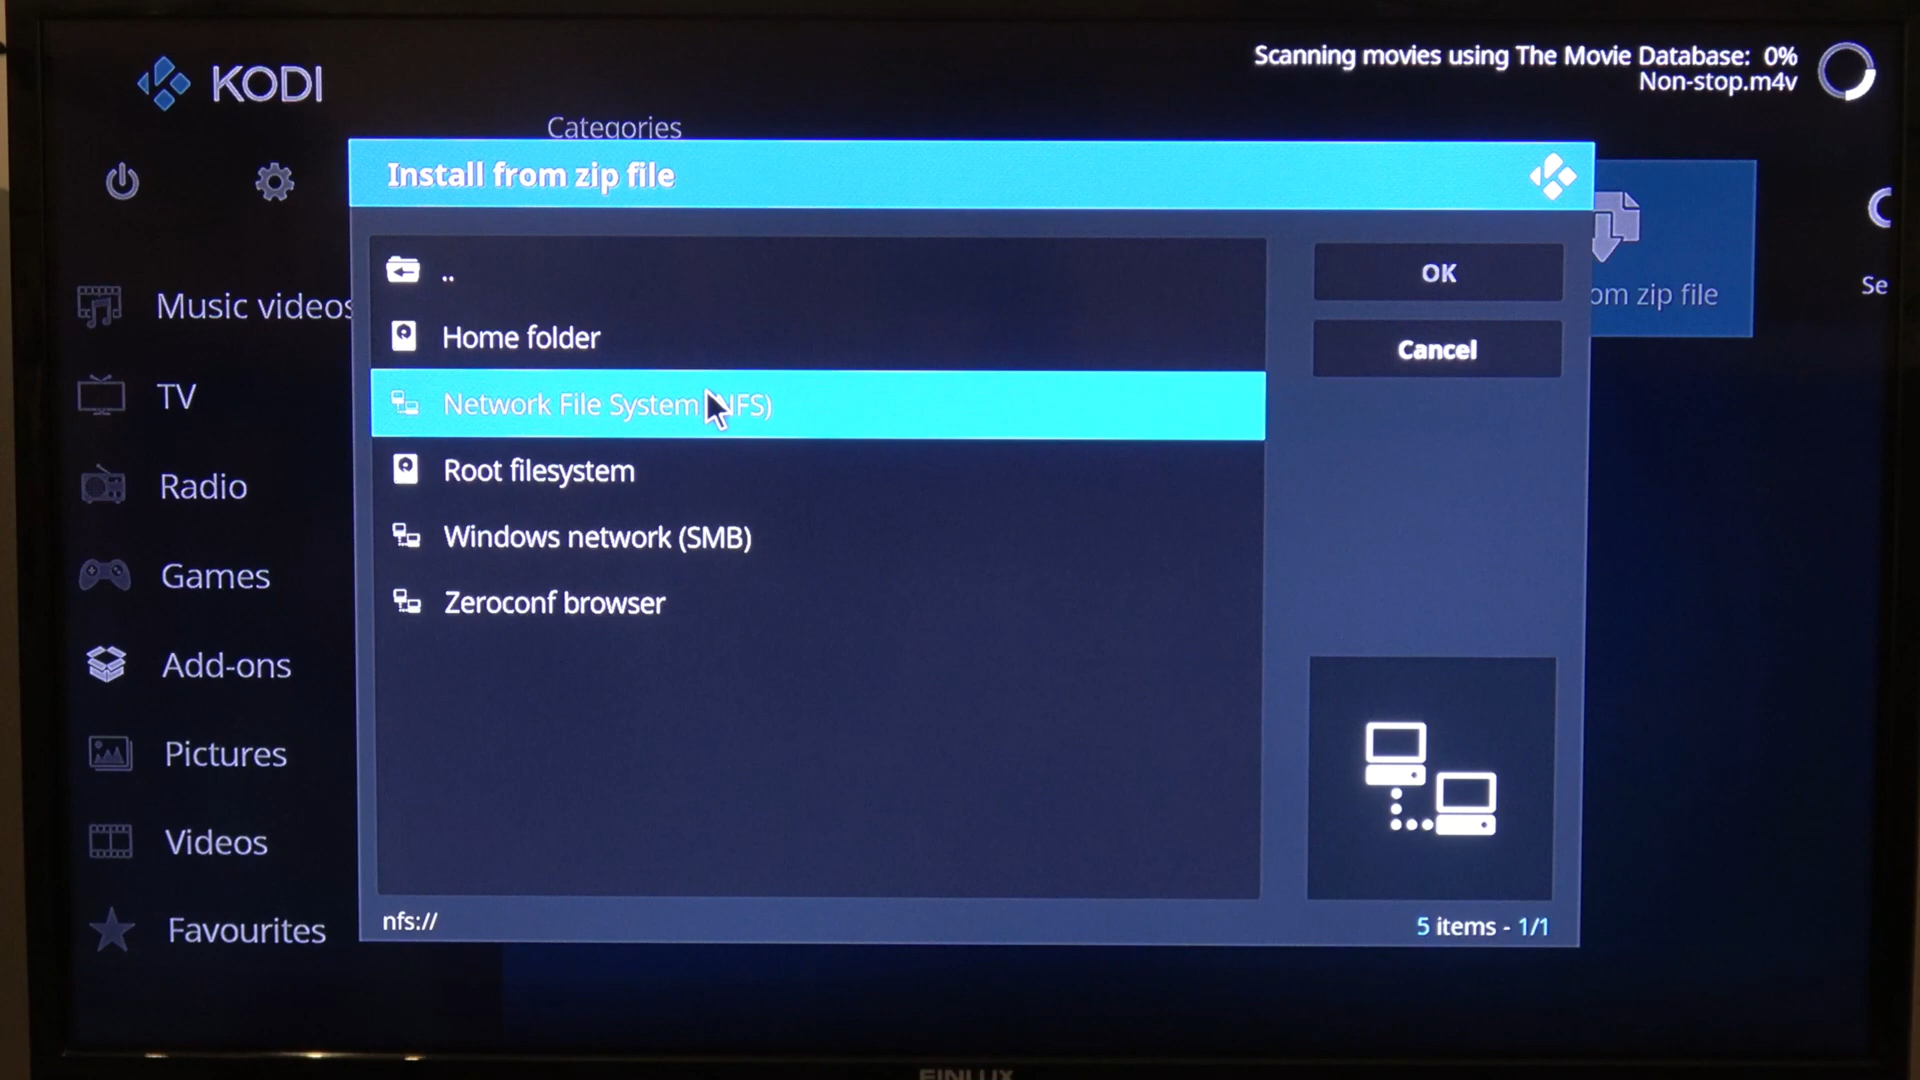 KODI
Scanning movies using The Movie Database: 0%
Non-stop.m4v
Categories
Install from zip file
..
Home folder
Network File System (NFS)
Root filesystem
Windows network (SMB)
Zeroconf browser
OK
Cancel
om zip file
Se
Music videos
TV
Radio
Games
Add-ons
Pictures
Videos
Favourites
nfs://
5 items - 1/1
FINLUX